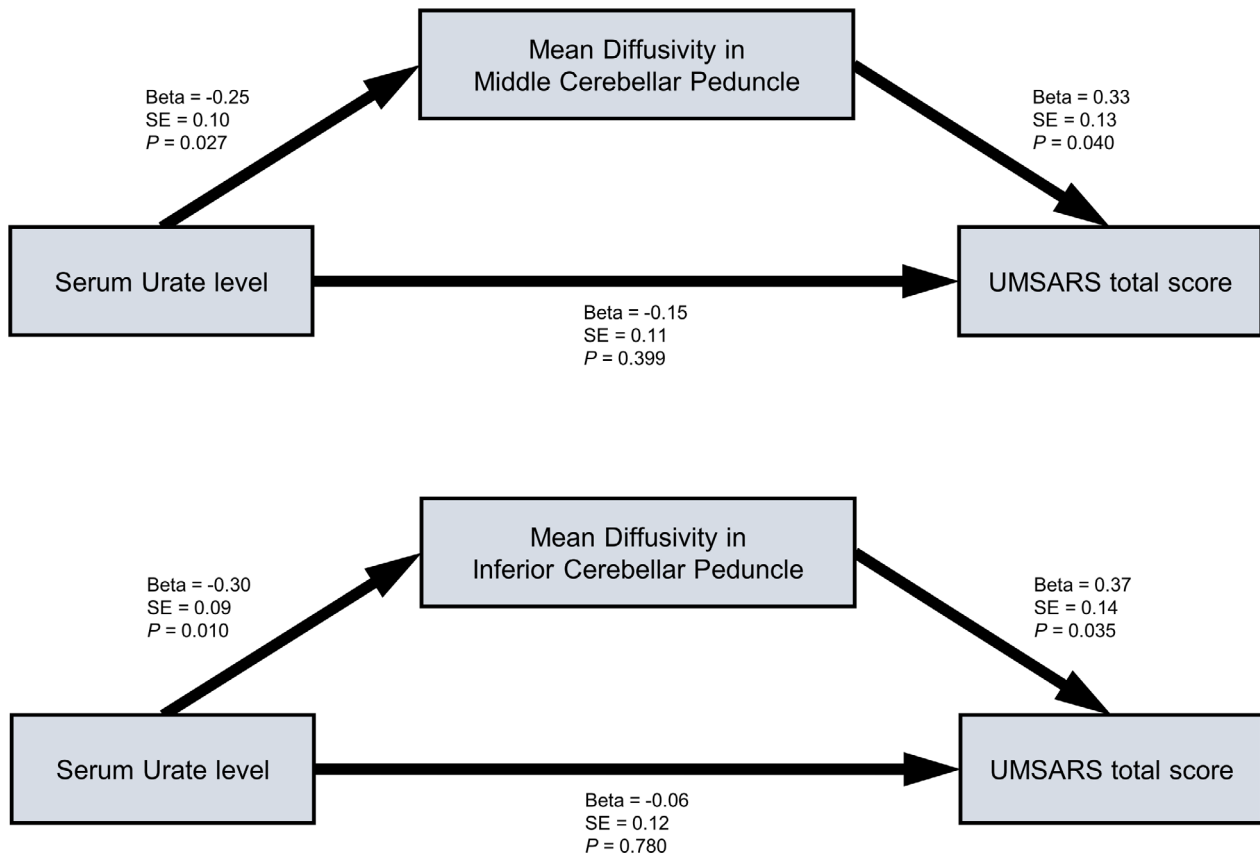 Mean Diffusivity in
Middle Cerebellar Peduncle
Beta = -0.25
SE = 0.10
P = 0.027
Beta = 0.33
SE = 0.13
P = 0.040
Serum Urate level
UMSARS total score
Beta = -0.15
SE = 0.11
P = 0.399
Mean Diffusivity in
Inferior Cerebellar Peduncle
Beta = -0.30
SE = 0.09
P = 0.010
Beta = 0.37
SE = 0.14
P = 0.035
Serum Urate level
UMSARS total score
Beta = -0.06
SE = 0.12
P = 0.780